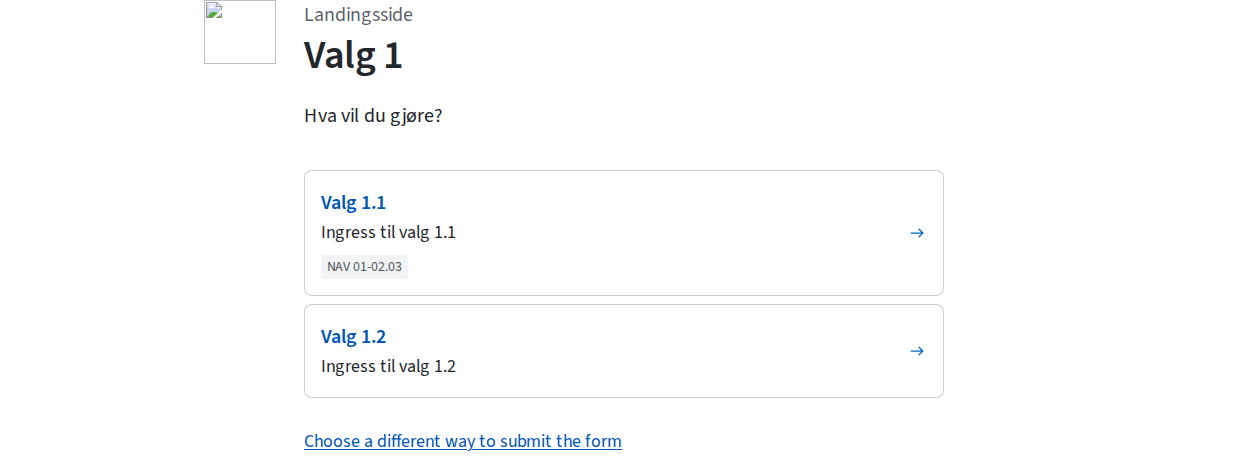 Landingsside
Valg 1
Hva vil du gjøre?
Valg 1.1
Ingress til valg 1.1
NAV 01-02.03
Valg 1.2
Ingress til valg 1.2
Choose a different way to submit the form